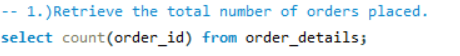 -- 1.)Retrieve the total number of orders placed.
select count(order_id) from order_details;